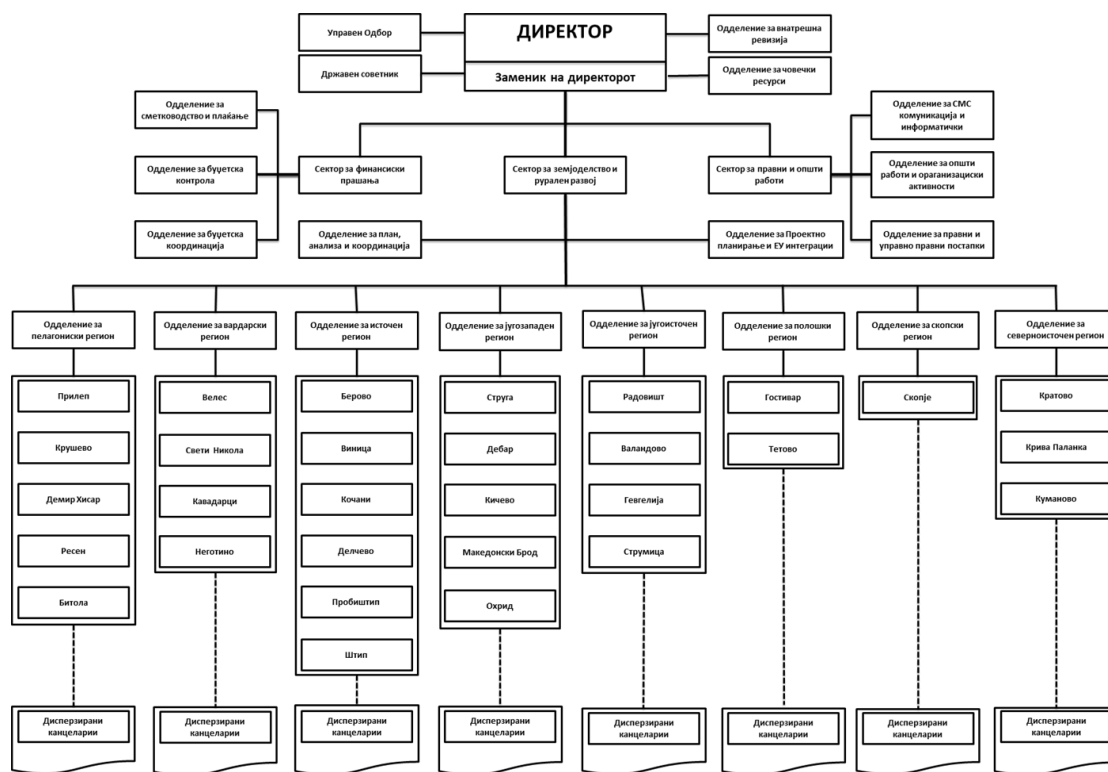 Управен Одбор
ДИРЕКТОР
Одделение за внатрешна
ревизија
Државен советник
Заменик на директорот
Одделение за човечки
ресурси
Одделение за
сметководство и плаќање
Одделение за СМС
комуникација и
информатички
Одделение за буџетска
контрола
Сектор за финансиски
прашања
Сектор за земјоделство и
рурален развој
Сектор за правни и општи
работи
Одделение за општи
работи и ораганизациски
активности
Одделение за буџетска
координација
Одделение за план,
анализа и координација
Одделение за Проектно
планирање и ЕУ интеграции
Одделение за правни и
управно правни постапки
Одделение за
пелагониски регион
Одделение за вардарски
регион
Одделение за источен
регион
Одделение за југозападен
регион
Одделение за југоисточен
регион
Одделение за полошки
регион
Одделение за скопски
регион
Одделение за
североисточен регион
Прилеп
Крушево
Демир Хисар
Ресен
Битола
Велес
Свети Никола
Кавадарци
Неготино
Берово
Виница
Кочани
Делчево
Пробиштип
Штип
Струга
Дебар
Кичево
Македонски Брод
Охрид
Радовишт
Валандово
Гевгелија
Струмица
Гостивар
Тетово
Скопје
Кратово
Крива Паланка
Куманово
Дисперзирани
канцеларии
Дисперзирани
канцеларии
Дисперзирани
канцеларии
Дисперзирани
канцеларии
Дисперзирани
канцеларии
Дисперзирани
канцеларии
Дисперзирани
канцеларии
Дисперзирани
канцеларии